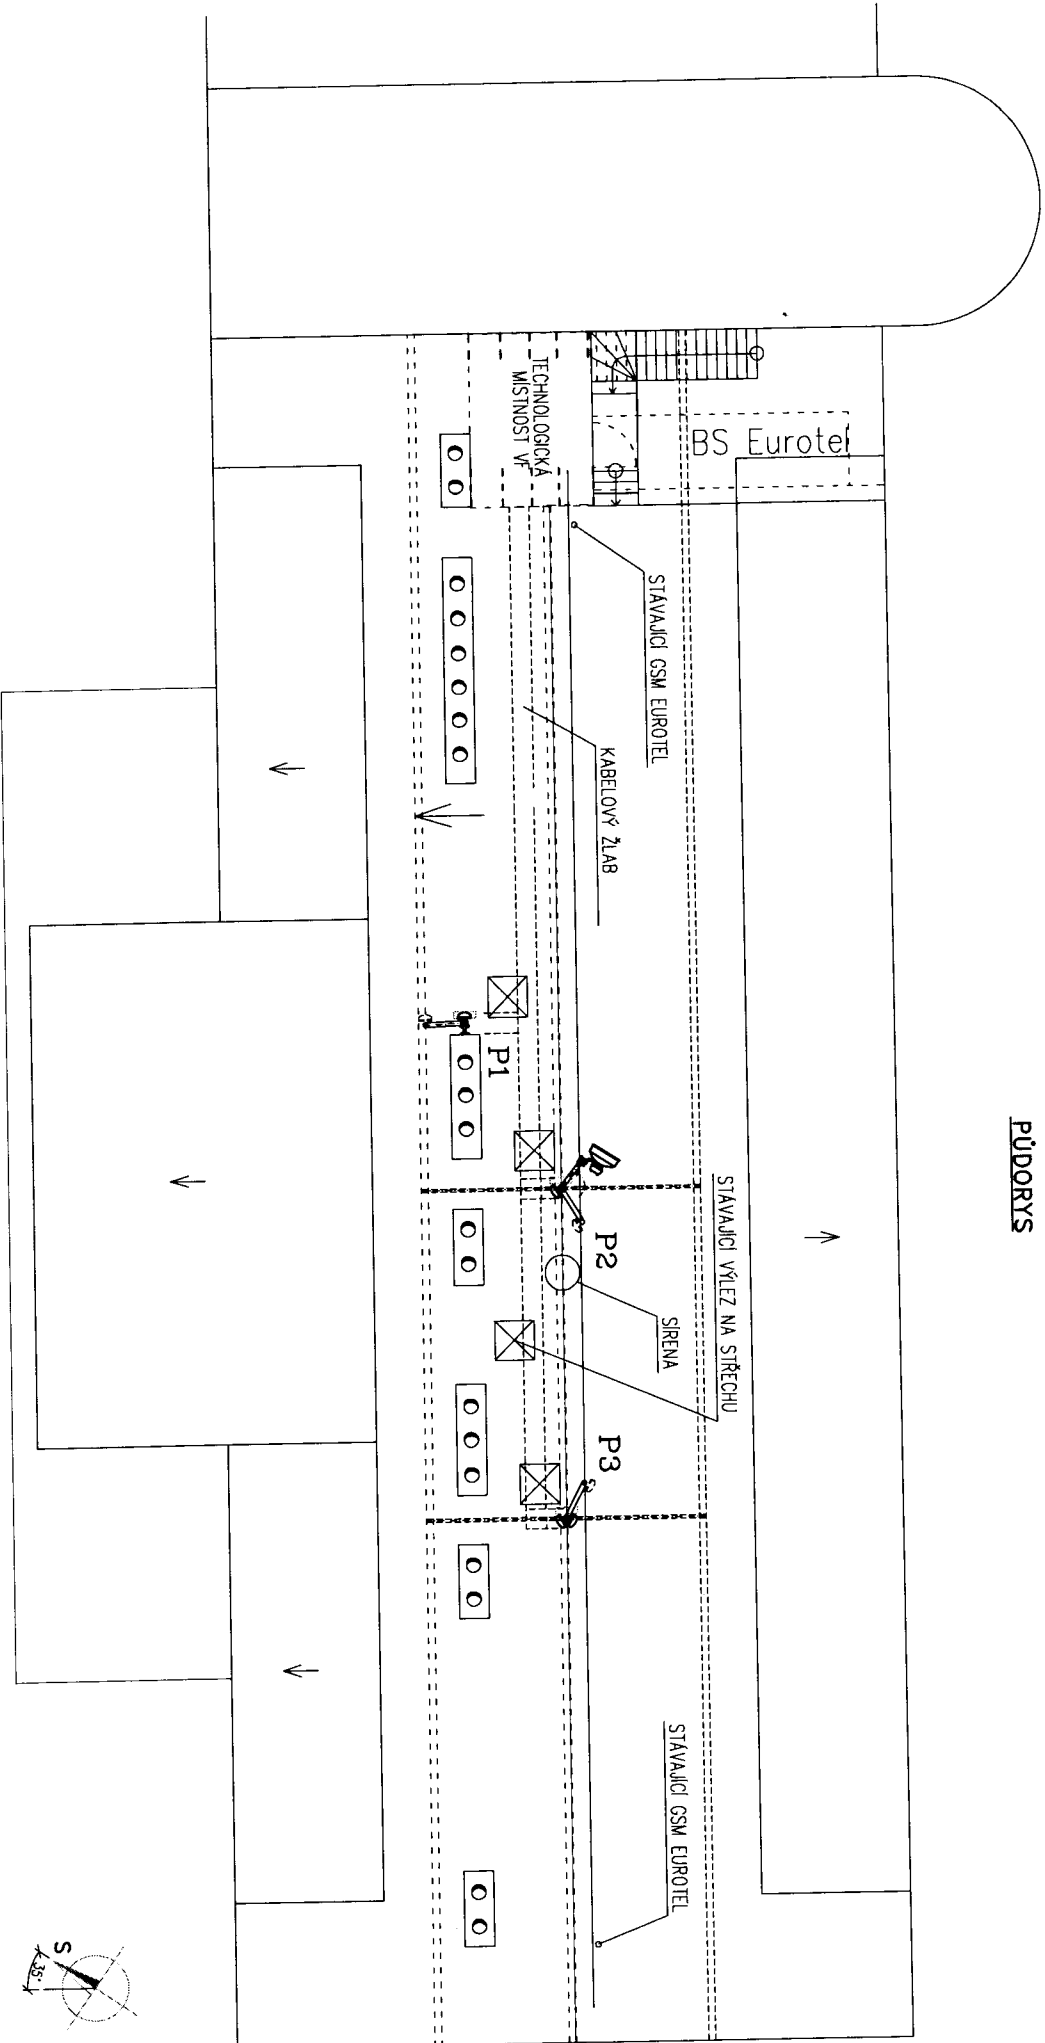 PŮDORYS
BS Eurotel
TECHNOLOGICKÁ
MÍSTNOST VF
STÁVAJÍCÍ GSM EUROTEL
KABELOVÝ ŽLAB
P1
P2
STÁVAJÍCÍ VÝLEZ NA STŘECHU
SIRENA
P3
STÁVAJÍCÍ GSM EUROTEL
S
35°